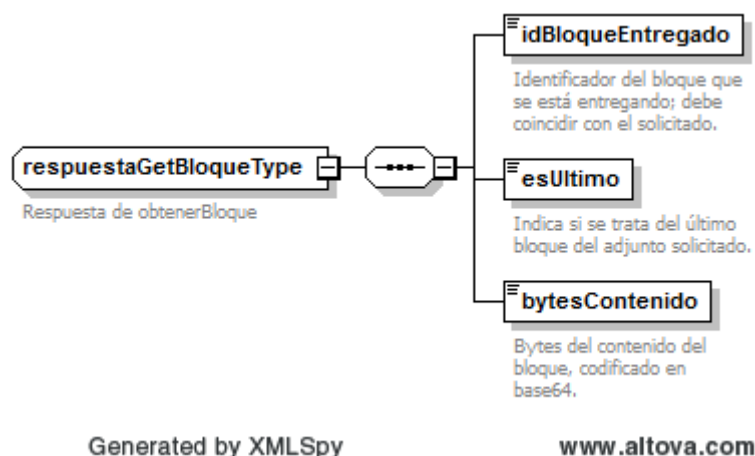 respuestaGetBloqueType
Respuesta de obtenerBloque
idBloqueEntregado
Identificador del bloque que
se está entregando; debe
coincidir con el solicitado.
esUltimo
Indica si se trata del último
bloque del adjunto solicitado.
bytesContenido
Bytes del contenido del
bloque, codificado en
base64.
Generated by XMLSpy
www.altova.com